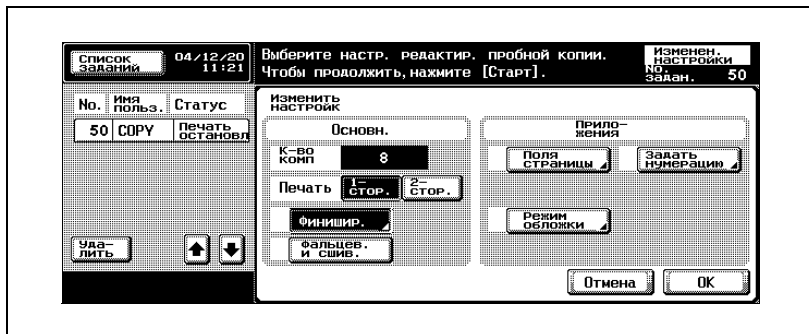 Список
заданий
04/12/20
11:21
Выберите настр. редактир. пробной копии.
Чтобы продолжить, нажмите [Старт].
Изменен.
настройки
No.
задан. 50
No. Имя
польз. Статус
50 COPY Печать
остановл
Уда-
лить
Изменить
настройк
Основн.
К-во
комп 8
Печать 1-
стор. 2-
стор.
Финишир.
Фальцев.
и сшив.
Прило-
жения
Поля
страницы
Задать
нумерацию
Режим
обложки
Отмена OK